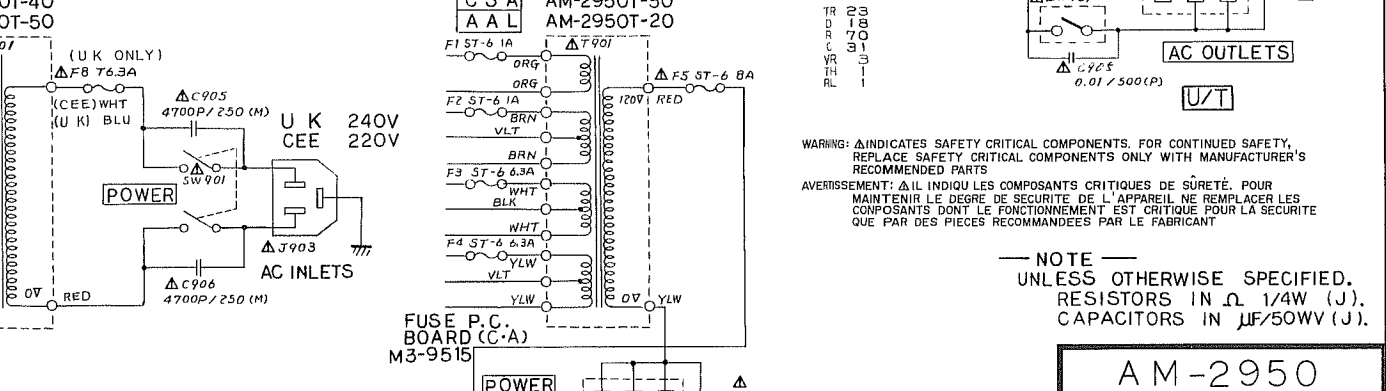 0T-40
0T-50
(UK ONLY)
⚠F8 T6.3A
(CEE)WHT
(UK) BLU
⚠C905
4700P/250(M)
UK 240V
CEE 220V
⚠
SW901
POWER
⚠J903
AC INLETS
⚠C906
4700P/250(M)
0V RED
CSA AM-2950T-50
AAL AM-2950T-20
F1 ST-6 1A
ORG
ORG
F2 ST-6 1A
BRN
VLT
BRN
F3 ST-6 6.3A
WHT
BLK
WHT
F4 ST-6 6.3A
YLW
VLT
YLW
⚠T901
⚠F5 ST-6 8A
120V RED
0V YLW
FUSE P.C.
BOARD (C·A)
M3-9515
POWER
⚠
TR 23
D 18
R 70
C 31
VR 3
TH 1
RL 1
⚠C905
0.01/500(P)
AC OUTLETS
U/T
WARNING: ⚠INDICATES SAFETY CRITICAL COMPONENTS. FOR CONTINUED SAFETY,
REPLACE SAFETY CRITICAL COMPONENTS ONLY WITH MANUFACTURER'S
RECOMMENDED PARTS
AVERTISSEMENT: ⚠IL INDIQU LES COMPOSANTS CRITIQUES DE SÛRETÉ. POUR
MAINTENIR LE DEGRE DE SECURITE DE L'APPAREIL NE REMPLACER LES
CONPOSANTS DONT LE FONCTIONNEMENT EST CRITIQUE POUR LA SECURITE
QUE PAR DES PIECES RECOMMANDEES PAR LE FABRICANT
— NOTE —
UNLESS OTHERWISE SPECIFIED.
RESISTORS IN Ω 1/4W (J).
CAPACITORS IN µF/50WV(J).
AM-2950